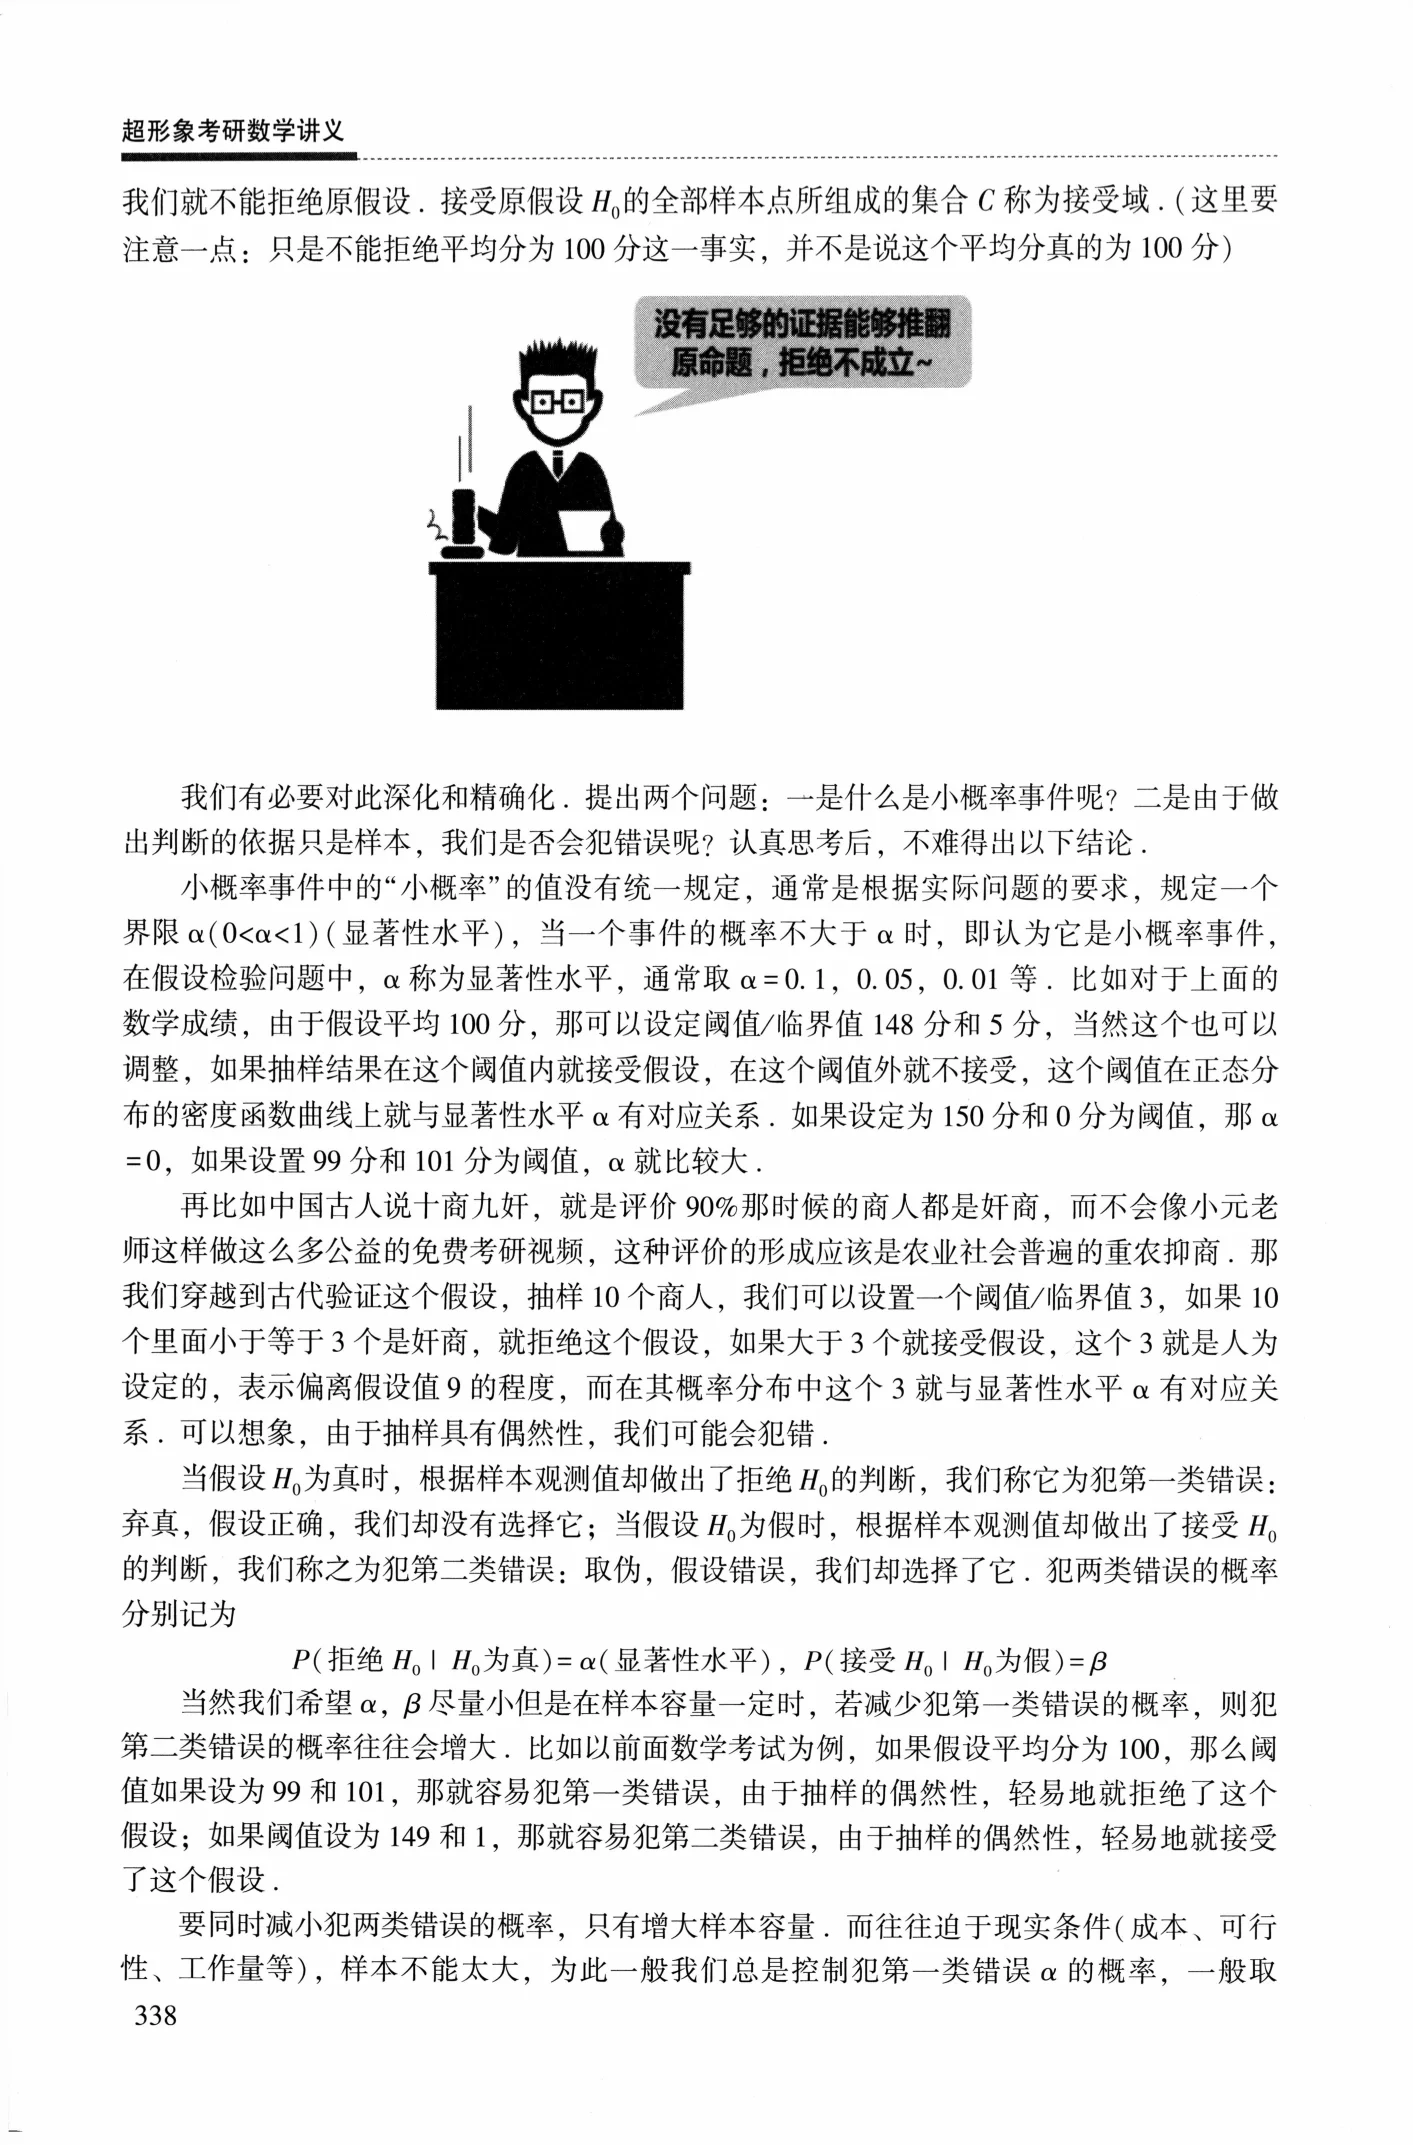 超形象考研数学讲义
我们就不能拒绝原假设．接受原假设 H₀的全部样本点所组成的集合 C 称为接受域．(这里要
注意一点：只是不能拒绝平均分为 100 分这一事实，并不是说这个平均分真的为 100 分)
没有足够的证据能够推翻
原命题，拒绝不成立~
我们有必要对此深化和精确化．提出两个问题：一是什么是小概率事件呢？二是由于做
出判断的依据只是样本，我们是否会犯错误呢？认真思考后，不难得出以下结论．
小概率事件中的“小概率”的值没有统一规定，通常是根据实际问题的要求，规定一个
界限 α(0<α<1)(显著性水平)，当一个事件的概率不大于 α 时，即认为它是小概率事件，
在假设检验问题中，α 称为显著性水平，通常取 α=0.1，0.05，0.01 等．比如对于上面的
数学成绩，由于假设平均 100 分，那可以设定阈值/临界值 148 分和 5 分，当然这个也可以
调整，如果抽样结果在这个阈值内就接受假设，在这个阈值外就不接受，这个阈值在正态分
布的密度函数曲线上就与显著性水平 α 有对应关系．如果设定为 150 分和 0 分为阈值，那 α
=0，如果设置 99 分和 101 分为阈值，α 就比较大．
再比如中国古人说十商九奸，就是评价 90%那时候的商人都是奸商，而不会像小元老
师这样做这么多公益的免费考研视频，这种评价的形成应该是农业社会普遍的重农抑商．那
我们穿越到古代验证这个假设，抽样 10 个商人，我们可以设置一个阈值/临界值 3，如果 10
个里面小于等于 3 个是奸商，就拒绝这个假设，如果大于 3 个就接受假设，这个 3 就是人为
设定的，表示偏离假设值 9 的程度，而在其概率分布中这个 3 就与显著性水平 α 有对应关
系．可以想象，由于抽样具有偶然性，我们可能会犯错．
当假设 H₀为真时，根据样本观测值却做出了拒绝 H₀的判断，我们称它为犯第一类错误：
弃真，假设正确，我们却没有选择它；当假设 H₀为假时，根据样本观测值却做出了接受 H₀
的判断，我们称之为犯第二类错误：取伪，假设错误，我们却选择了它．犯两类错误的概率
分别记为
P(拒绝 H₀ | H₀为真)=α(显著性水平)，P(接受 H₀ | H₀为假)=β
当然我们希望 α，β 尽量小但是在样本容量一定时，若减少犯第一类错误的概率，则犯
第二类错误的概率往往会增大．比如以前面数学考试为例，如果假设平均分为 100，那么阈
值如果设为 99 和 101，那就容易犯第一类错误，由于抽样的偶然性，轻易地就拒绝了这个
假设；如果阈值设为 149 和 1，那就容易犯第二类错误，由于抽样的偶然性，轻易地就接受
了这个假设．
要同时减小犯两类错误的概率，只有增大样本容量．而往往迫于现实条件(成本、可行
性、工作量等)，样本不能太大，为此一般我们总是控制犯第一类错误 α 的概率，一般取
338